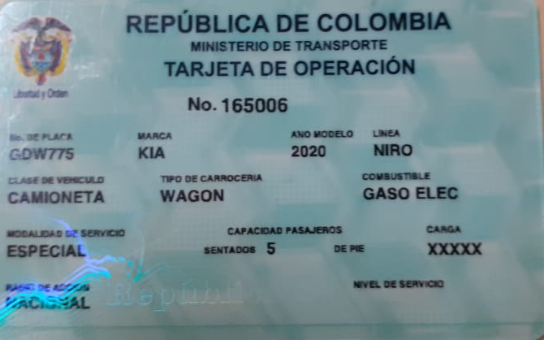 REPÚBLICA DE COLOMBIA
MINISTERIO DE TRANSPORTE
TARJETA DE OPERACIÓN
Libertad y Orden
No. 165006
No. DE PLACA MARCA AÑO MODELO LÍNEA
GDW775 KIA 2020 NIRO
CLASE DE VEHICULO TIPO DE CARROCERIA COMBUSTIBLE
CAMIONETA WAGON GASO ELEC
MODALIDAD DE SERVICIO CAPACIDAD PASAJEROS CARGA
ESPECIAL SENTADOS 5 DE PIE XXXXX
RADIO DE ACCION NIVEL DE SERVICIO
NACIONAL Republi